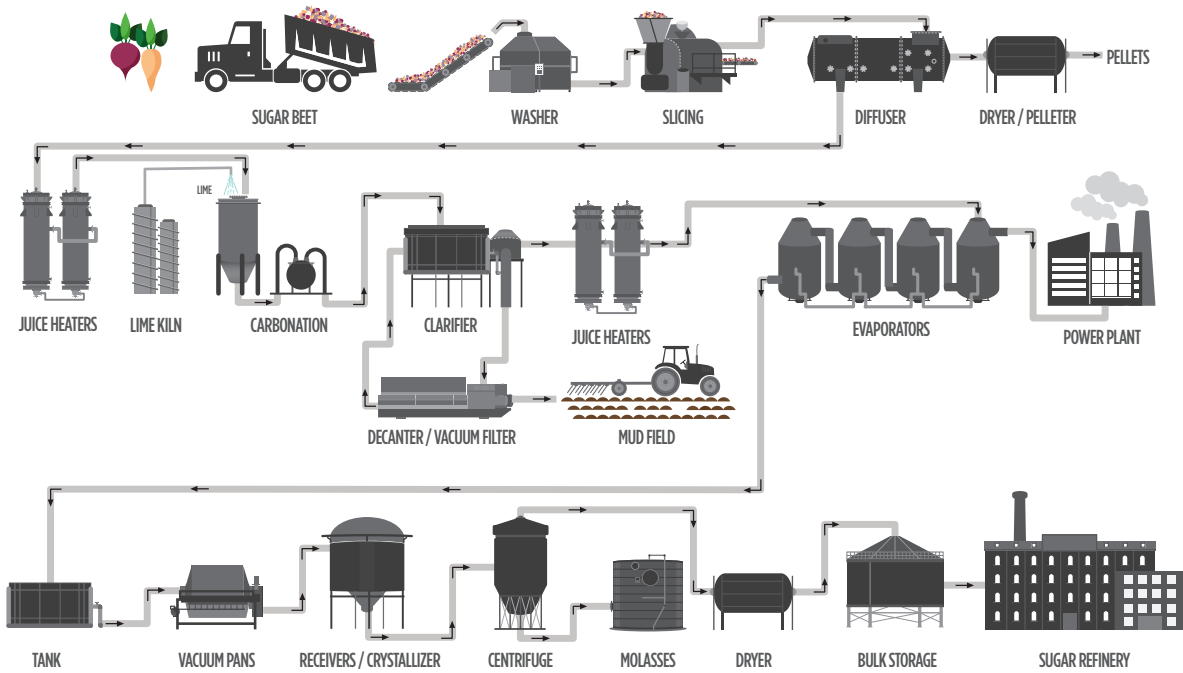 PELLETS
SUGAR BEET
WASHER
SLICING
DIFFUSER
DRYER / PELLETER
LIME
JUICE HEATERS
LIME KILN
CARBONATION
CLARIFIER
JUICE HEATERS
EVAPORATORS
POWER PLANT
DECANTER / VACUUM FILTER
MUD FIELD
TANK
VACUUM PANS
RECEIVERS / CRYSTALLIZER
CENTRIFUGE
MOLASSES
DRYER
BULK STORAGE
SUGAR REFINERY